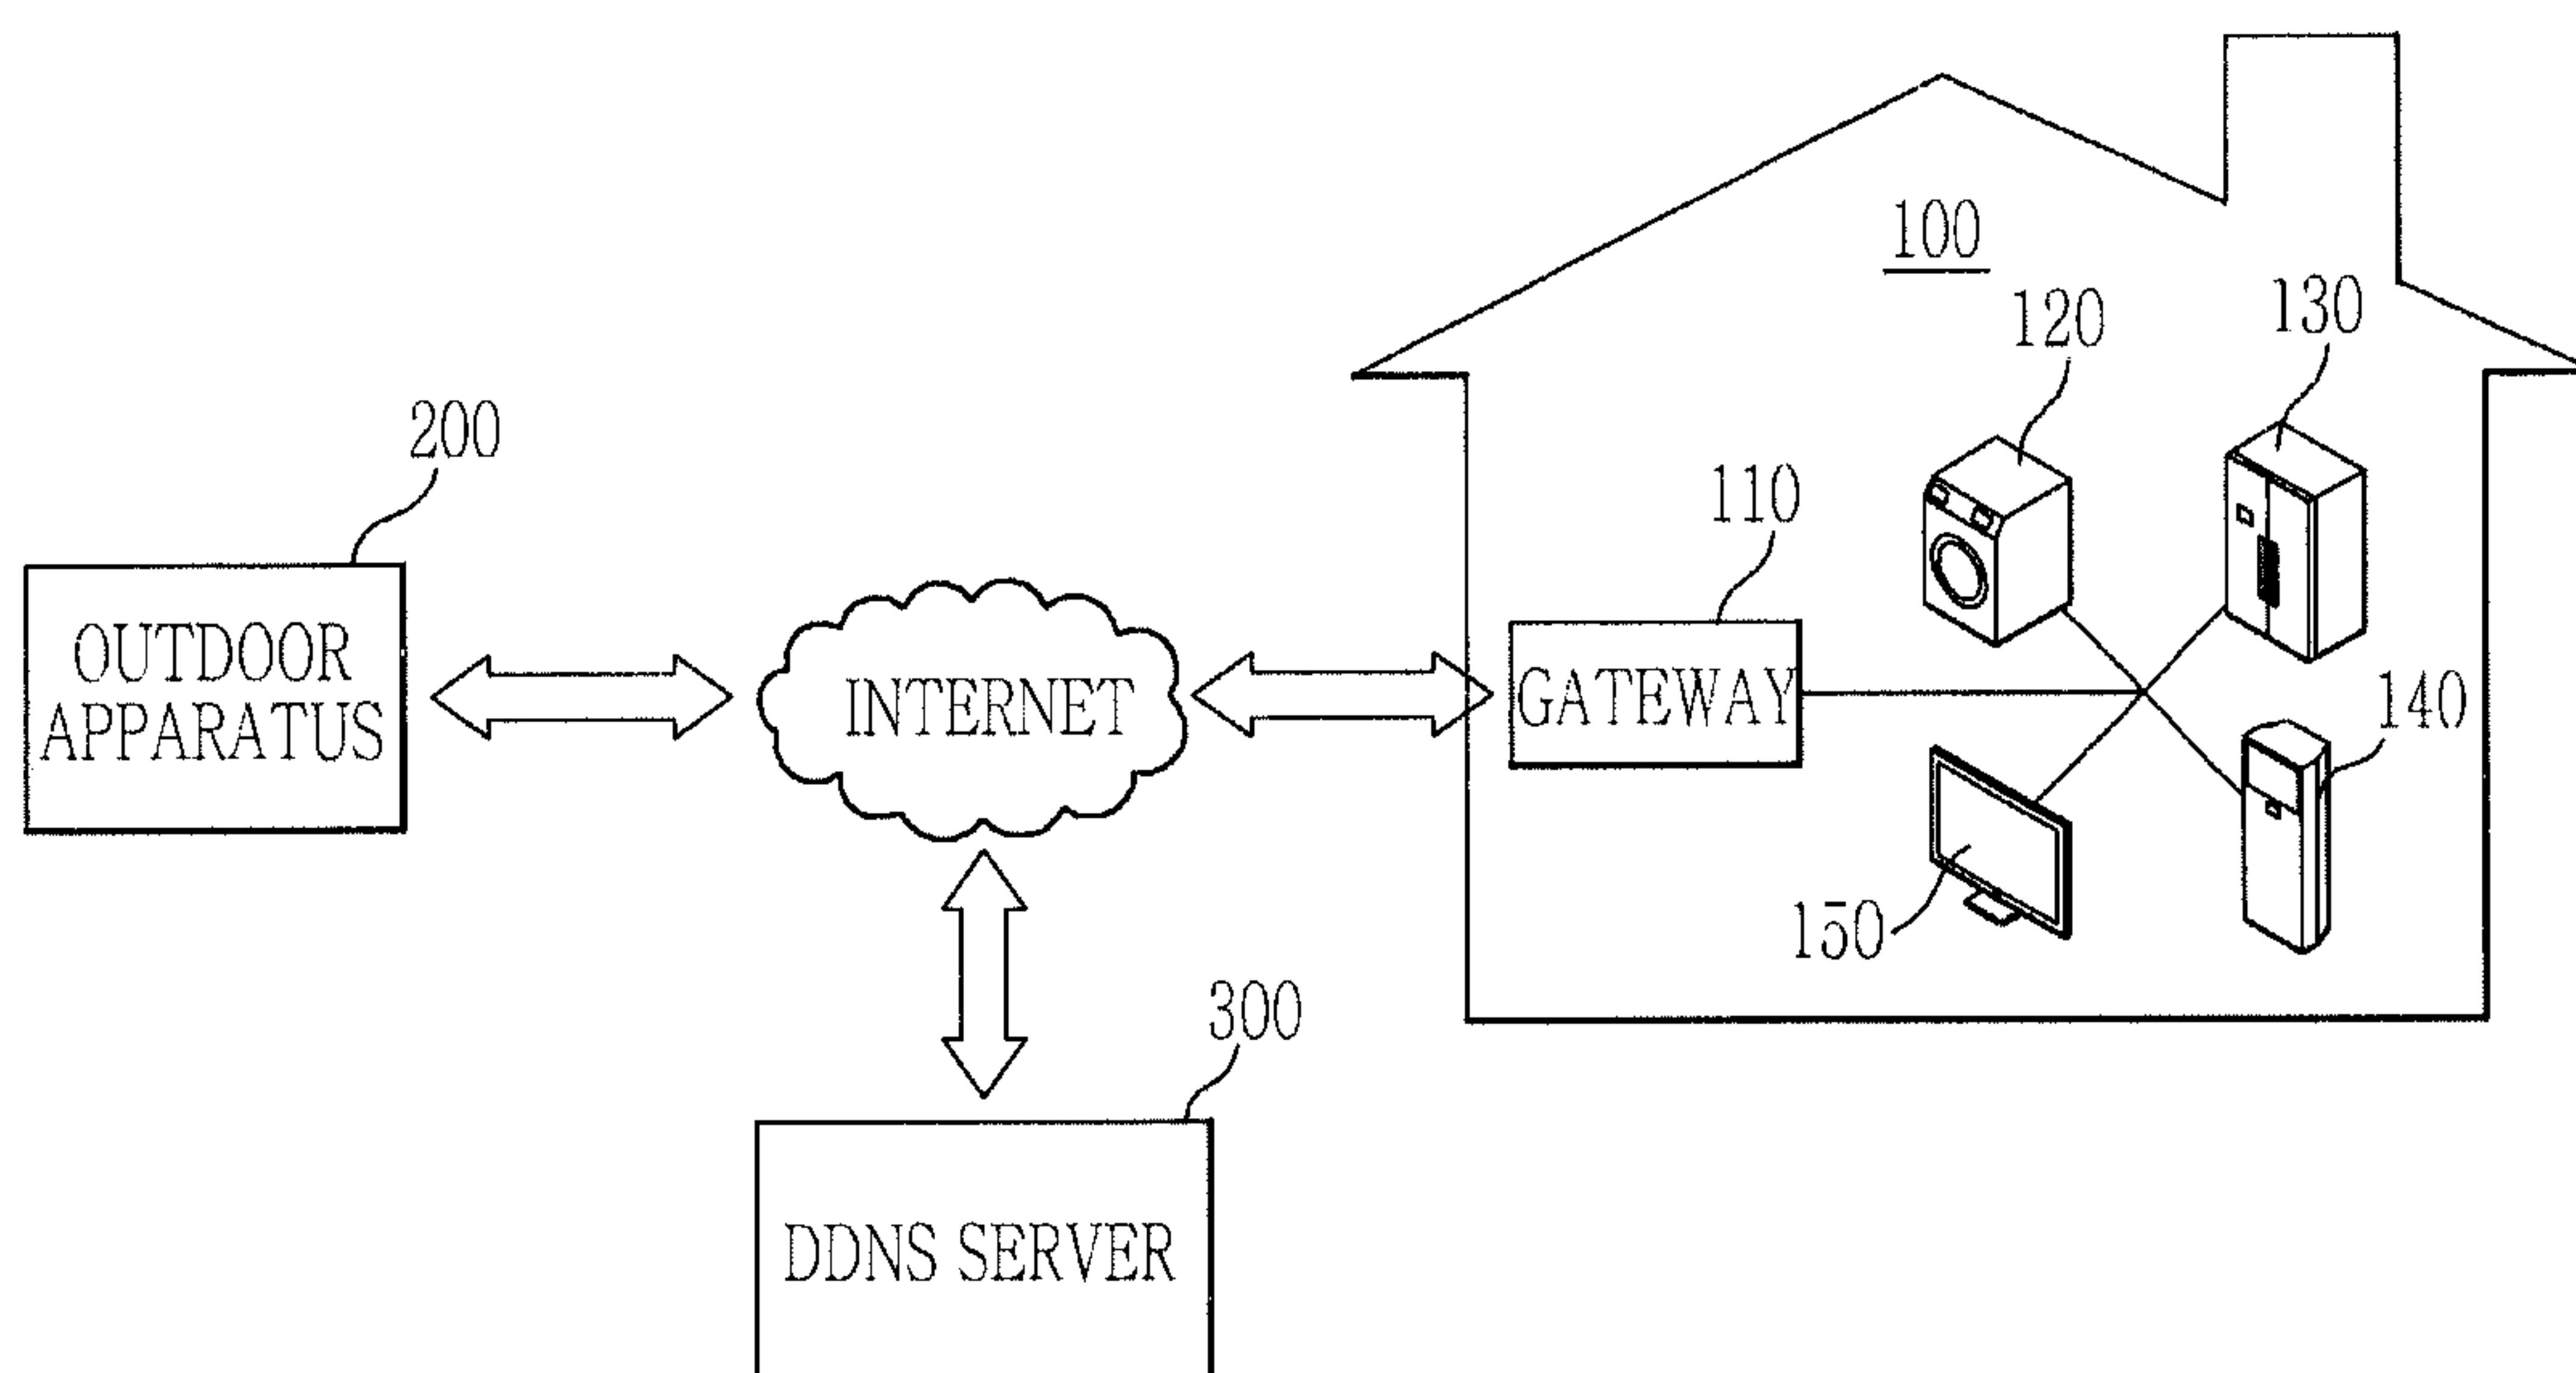 100
120
130
200
110
OUTDOOR
APPARATUS
INTERNET
GATEWAY
140
150
300
DDNS SERVER